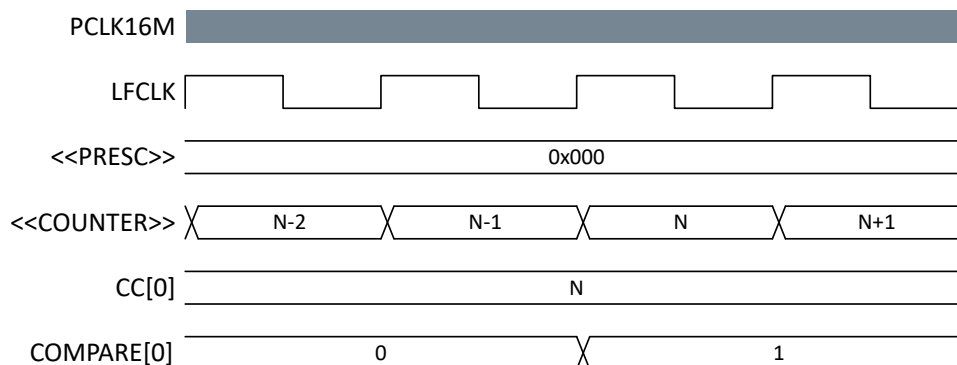 PCLK16M
LFCLK
<<PRESC>> 0x000
<<COUNTER>> N-2 N-1 N N+1
CC[0] N
COMPARE[0] 0 1